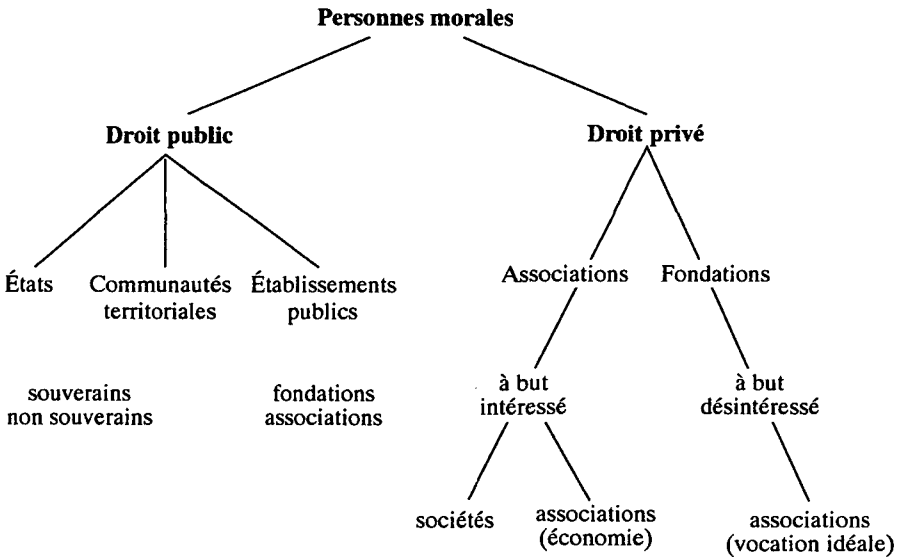 Personnes morales
Droit public
Droit privé
États
Communautés
territoriales
Établissements
publics
Associations
Fondations
souverains
non souverains
fondations
associations
à but
intéressé
à but
désintéressé
sociétés
associations
(économie)
associations
(vocation idéale)